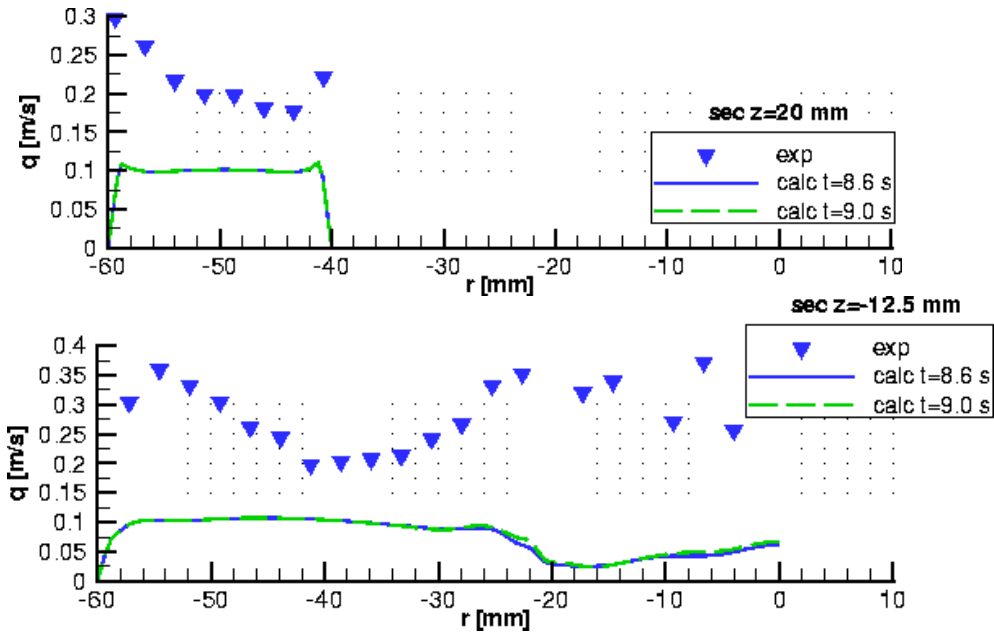 0.3
0.25
0.2
0.15
0.1
0.05
0
q [m/s]
-60 -50 -40 -30 -20 -10 0 10
r [mm]
sec z=20 mm
exp
calc t=8.6 s
calc t=9.0 s
sec z=-12.5 mm
exp
calc t=8.6 s
calc t=9.0 s
0.4
0.35
0.3
0.25
0.2
0.15
0.1
0.05
0
q [m/s]
-60 -50 -40 -30 -20 -10 0 10
r [mm]